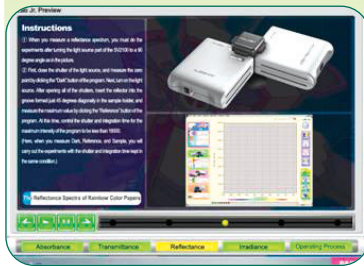 Jr. Preview
Instructions
① When you measure a reflectance spectrum, you must do the
experiments after turning the light source part of the SV2100 to a 90
degree angle as in the picture.
② First, close the shutter of the light source, and measure the zero
point by clicking the "Dark" button of the program. Next, turn on the light
source. After opening all of the shutters, insert the reflector into the
groove formed just 45 degrees diagonally in the sample holder, and
measure the maximum value by clicking the "Reference" button of the
program. At this time, control the shutter and integration time for the
maximum intensity of the program to be less than
(Here, when you measure Dark, Reference, and Sample, you will
carry out the experiments with the shutter and integration time kept in
the same condition.)
Reflectance Spectra of Rainbow Color Papers
Absorbance
Transmittance
Reflectance
Irradiance
Operating Process